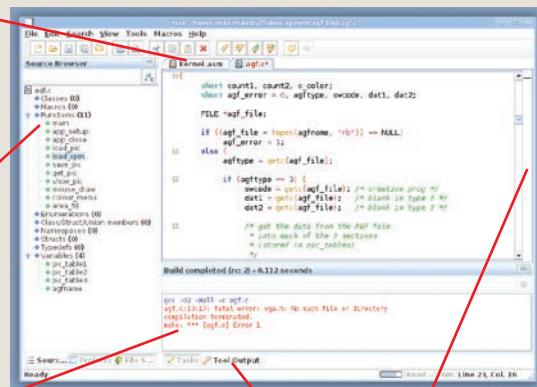 File Edit Search View Tools Macros Help
Source Browser
kernel.asm agf.c*
agf.c
Classes (0)
Macros (0)
Functions (11)
main
app_setup
app_close
load_pic
load_xpm
save_pic
get_pic
show_pic
mouse_draw
colour_menu
area_fill
Enumerations (0)
Class/Struct/Union members (0)
Namespaces (0)
Structs (0)
Typedefs (0)
Variables (4)
pic_table1
pic_table2
pic_table3
agfname
{
short count1, count2, c_color;
short agf_error = 0, agftype, swcode, dat1, dat2;
FILE *agf_file;
if ((agf_file = fopen(agfname, "rb")) == NULL)
agf_error = 1;
else {
agftype = getc(agf_file);
if (agftype == 3) {
swcode = getc(agf_file); /* creative prog */
dat1 = getc(agf_file); /* blank in type 3 */
dat2 = getc(agf_file); /* blank in type 3 */
/* get the data from the AGF file
* into each of the 3 sections
* (stored in pic_tables)
*/
Build completed (rc: 2) - 0.112 seconds
gcc -O2 -Wall -c agf.c
agf.c:13:17: fatal error: vga.h: No such file or directory
compilation terminated.
make: *** [agf.o] Error 1
Sourc... Projects File S... Tasks Tool Output
Ready Line 23, Col 16